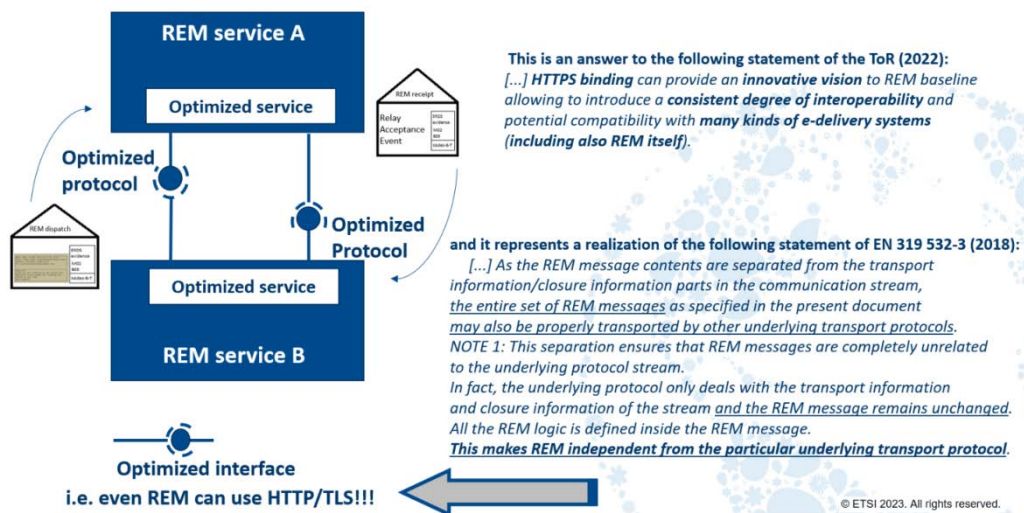 REM service A
Optimized service
REM receipt
Relay
Acceptance
Event
evidence
Optimized
protocol
REM dispatch
evidence
Optimized
Protocol
Optimized service
REM service B
Optimized interface
i.e. even REM can use HTTP/TLS!!!
This is an answer to the following statement of the ToR (2022):
[...] HTTPS binding can provide an innovative vision to REM baseline
allowing to introduce a consistent degree of interoperability and
potential compatibility with many kinds of e-delivery systems
(including also REM itself).
and it represents a realization of the following statement of EN 319 532-3 (2018):
[...] As the REM message contents are separated from the transport
information/closure information parts in the communication stream,
the entire set of REM messages as specified in the present document
may also be properly transported by other underlying transport protocols.
NOTE 1: This separation ensures that REM messages are completely unrelated
to the underlying protocol stream.
In fact, the underlying protocol only deals with the transport information
and closure information of the stream and the REM message remains unchanged.
All the REM logic is defined inside the REM message.
This makes REM independent from the particular underlying transport protocol.
© ETSI 2023. All rights reserved.